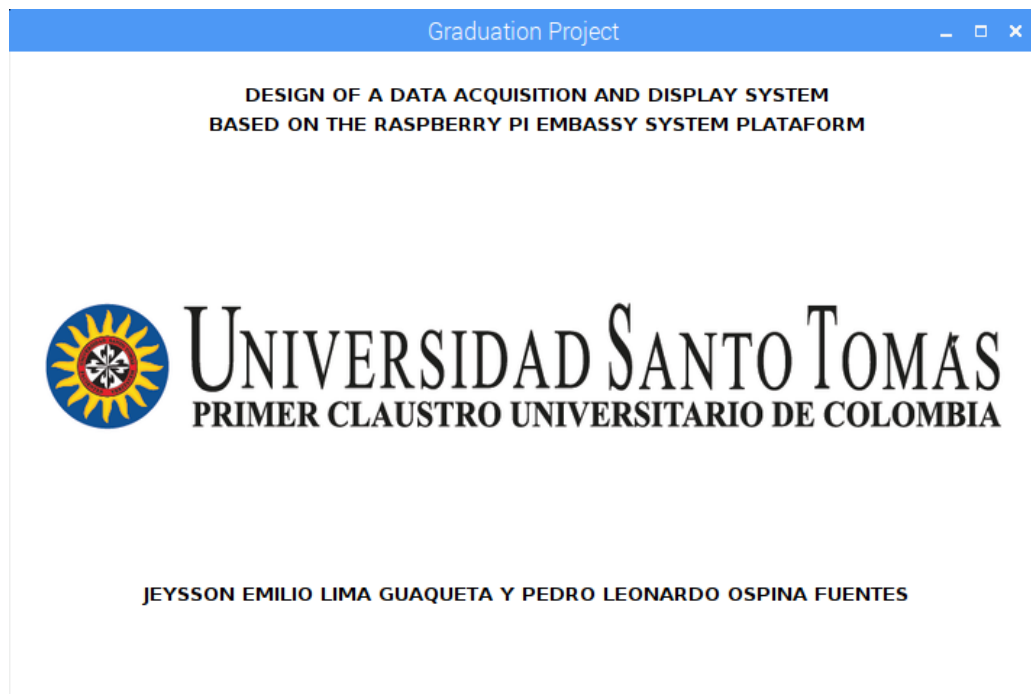 Graduation Project
DESIGN OF A DATA ACQUISITION AND DISPLAY SYSTEM
BASED ON THE RASPBERRY PI EMBASSY SYSTEM PLATAFORM
UNIVERSIDAD SANTO TOMÁS
PRIMER CLAUSTRO UNIVERSITARIO DE COLOMBIA
JEYSSON EMILIO LIMA GUAQUETA Y PEDRO LEONARDO OSPINA FUENTES